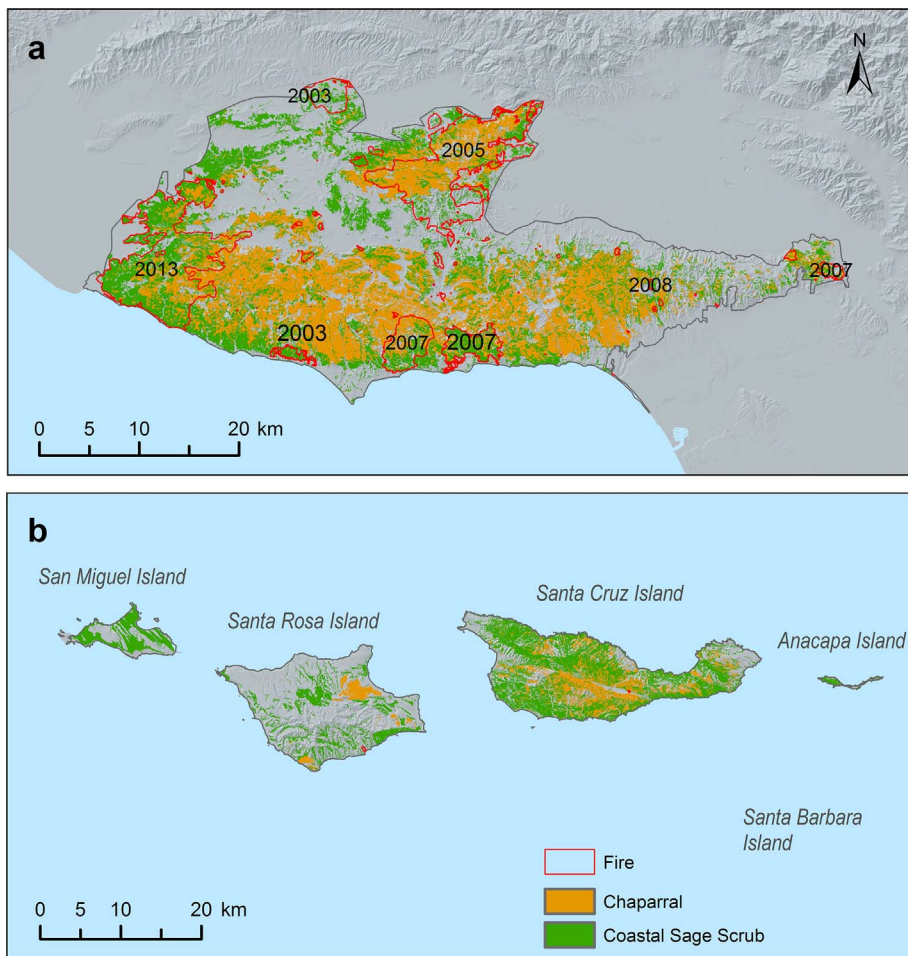 a
N
2003
2005
2013
2008
2007
2003
2007
2007
0 5 10 20 km
b
San Miguel Island
Santa Rosa Island
Santa Cruz Island
Anacapa Island
Santa Barbara
Island
Fire
Chaparral
Coastal Sage Scrub
0 5 10 20 km